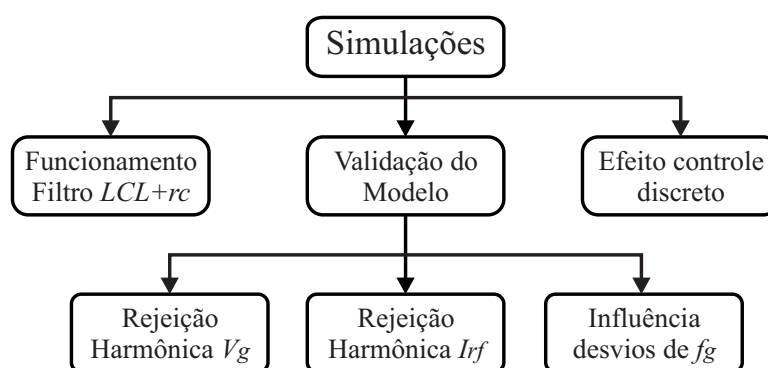 Simulações
Funcionamento
Filtro LCL+rc
Validação do
Modelo
Efeito controle
discreto
Rejeição
Harmônica Vg
Rejeição
Harmônica Irf
Influência
desvios de fg